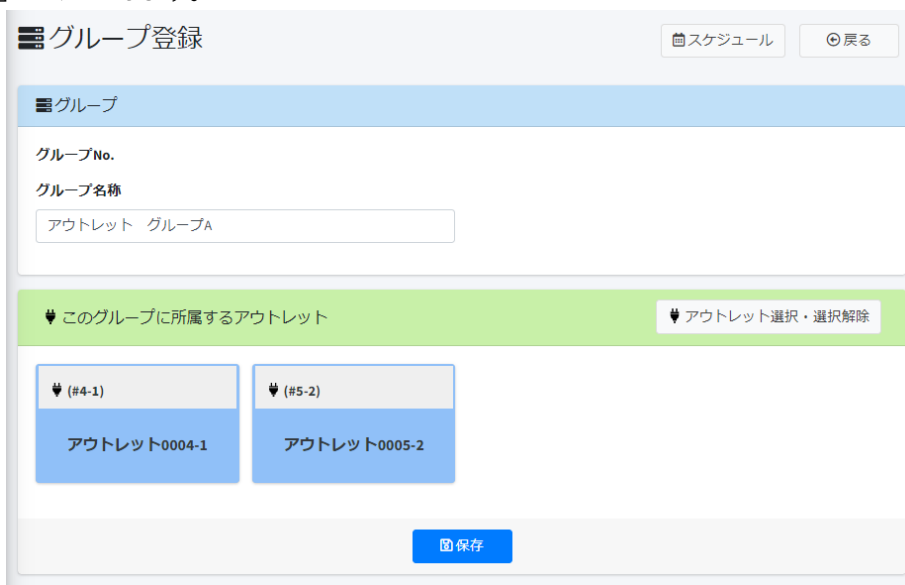 グループ登録
スケジュール
戻る
グループ
グループNo.
グループ名称
アウトレット　グループA
このグループに所属するアウトレット
アウトレット選択・選択解除
(#4-1)
(#5-2)
アウトレット0004-1
アウトレット0005-2
保存